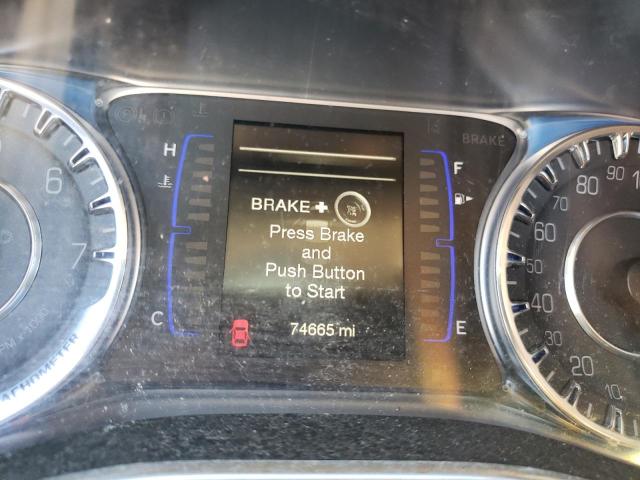 H
F
BRAKE
BRAKE +
Press Brake
and
Push Button
to Start
C
E
74665 mi
6
7
TACHOMETER
90
80
70
60
50
40
30
20
10